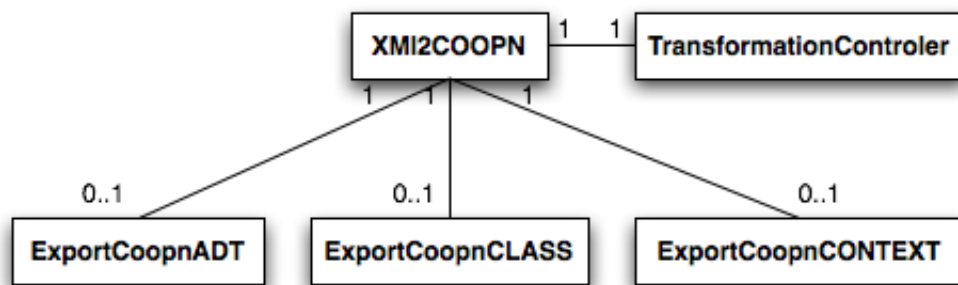 XMI2COOPN
1
1
TransformationControler
1
1
1
0..1
0..1
0..1
ExportCoopnADT
ExportCoopnCLASS
ExportCoopnCONTEXT